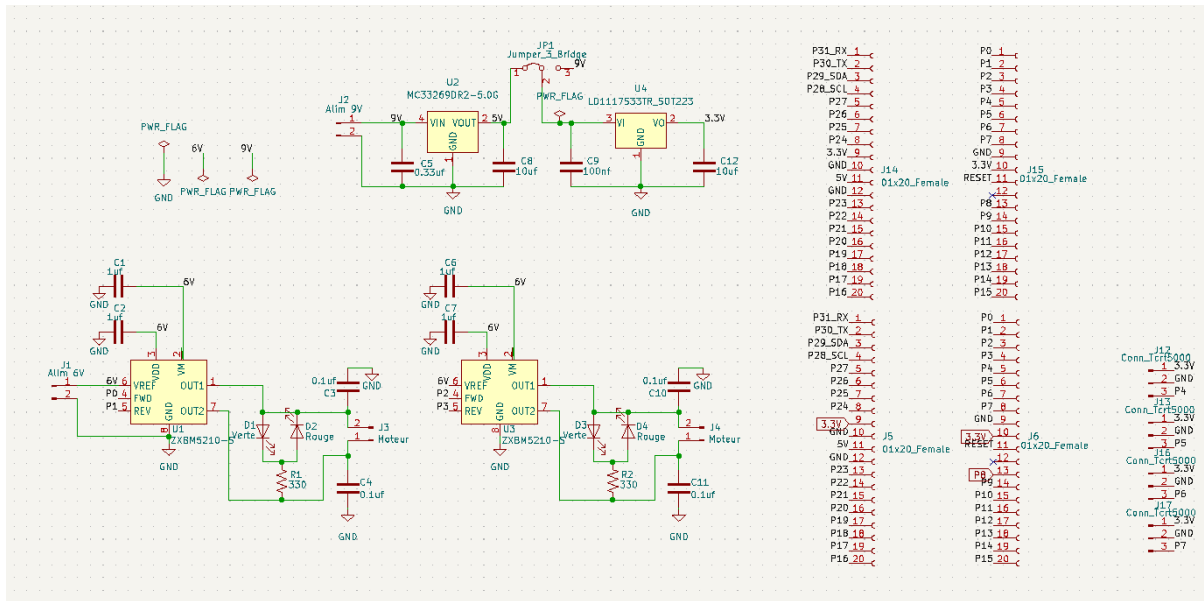 JP1
Jumper_3_Bridge
1
2
3
9V
U2
MC33269DR2-5.0G
PWR_FLAG
U4
LD1117S33TR_SOT223
J2
Alim 9V
1
2
9V
4
VIN
VOUT
2
5V
GND
1
3
VI
VO
2
3.3V
GND
1
C5
0.33uf
C8
10uf
C9
100nf
C12
10uf
GND
GND
PWR_FLAG
GND
6V
PWR_FLAG
9V
PWR_FLAG
C1
1uf
GND
6V
C2
1uf
GND
6V
J1
Alim 6V
1
2
3
VDD
2
VM
6V
6
VREF
P0
4
FWD
P1
5
REV
OUT1
1
OUT2
7
GND
8
U1
ZXBM5210-S
GND
0.1uf
C3
GND
D1
Verte
D2
Rouge
2
J3
1
Moteur
R1
330
C4
0.1uf
GND
C6
1uf
GND
6V
C7
1uf
GND
6V
3
VDD
2
VM
6V
6
VREF
P2
4
FWD
P3
5
REV
OUT1
1
OUT2
7
GND
8
U3
ZXBM5210-S
GND
0.1uf
C10
GND
D3
Verte
D4
Rouge
2
J4
1
Moteur
R2
330
C11
0.1uf
GND
P31_RX 1
P30_TX 2
P29_SDA 3
P28_SCL 4
P27 5
P26 6
P25 7
P24 8
3.3V 9
GND 10
5V 11
GND 12
P23 13
P22 14
P21 15
P20 16
P19 17
P18 18
P17 19
P16 20
J14
01x20_Female
P0 1
P1 2
P2 3
P3 4
P4 5
P5 6
P6 7
P7 8
GND 9
3.3V 10
RESET 11
12
P8 13
P9 14
P10 15
P11 16
P12 17
P13 18
P14 19
P15 20
J15
01x20_Female
P31_RX 1
P30_TX 2
P29_SDA 3
P28_SCL 4
P27 5
P26 6
P25 7
P24 8
3.3V 9
GND 10
5V 11
GND 12
P23 13
P22 14
P21 15
P20 16
P19 17
P18 18
P17 19
P16 20
J5
01x20_Female
P0 1
P1 2
P2 3
P3 4
P4 5
P5 6
P6 7
P7 8
GND 9
3.3V 10
RESET 11
12
P8 13
P9 14
P10 15
P11 16
P12 17
P13 18
P14 19
P15 20
J6
01x20_Female
J12
Conn_Tcrt5000
1 3.3V
2 GND
3 P4
J13
Conn_Tcrt5000
1 3.3V
2 GND
3 P5
J16
Conn_Tcrt5000
1 3.3V
2 GND
3 P6
J17
Conn_Tcrt5000
1 3.3V
2 GND
3 P7